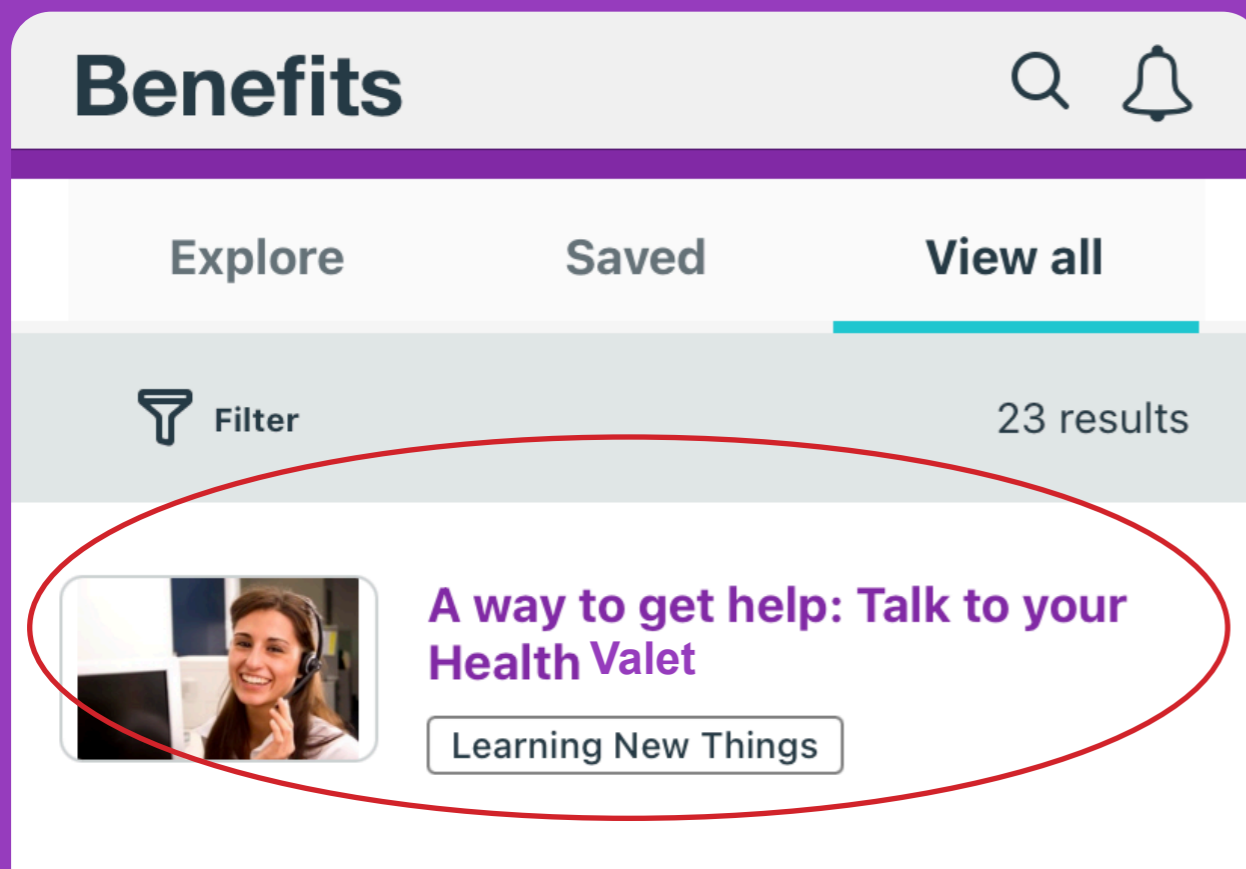 Benefits
Explore Saved View all
Filter 23 results
A way to get help: Talk to your
Health Valet
Learning New Things